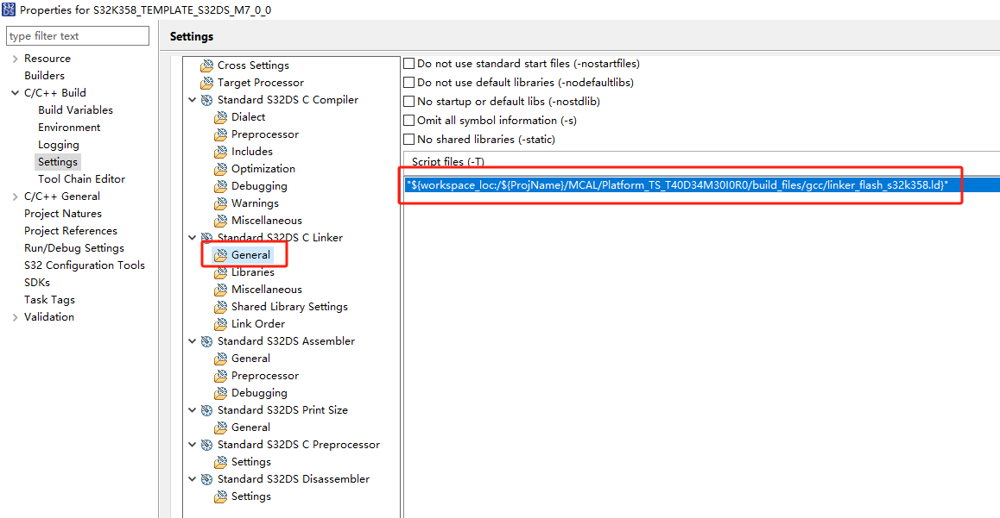 S32 DS
Properties for S32K358_TEMPLATE_S32DS_M7_0_0
type filter text
Resource
Builders
C/C++ Build
Build Variables
Environment
Logging
Settings
Tool Chain Editor
C/C++ General
Project Natures
Project References
Run/Debug Settings
S32 Configuration Tools
SDKs
Task Tags
Validation
Settings
Cross Settings
Target Processor
Standard S32DS C Compiler
Dialect
Preprocessor
Includes
Optimization
Debugging
Warnings
Miscellaneous
Standard S32DS C Linker
General
Libraries
Miscellaneous
Shared Library Settings
Link Order
Standard S32DS Assembler
General
Preprocessor
Debugging
Standard S32DS Print Size
General
Standard S32DS C Preprocessor
Settings
Standard S32DS Disassembler
Settings
Do not use standard start files (-nostartfiles)
Do not use default libraries (-nodefaultlibs)
No startup or default libs (-nostdlib)
Omit all symbol information (-s)
No shared libraries (-static)
Script files (-T)
"${workspace_loc:/${ProjName}/MCAL/Platform_TS_T40D34M30I0R0/build_files/gcc/linker_flash_s32k358.ld}"